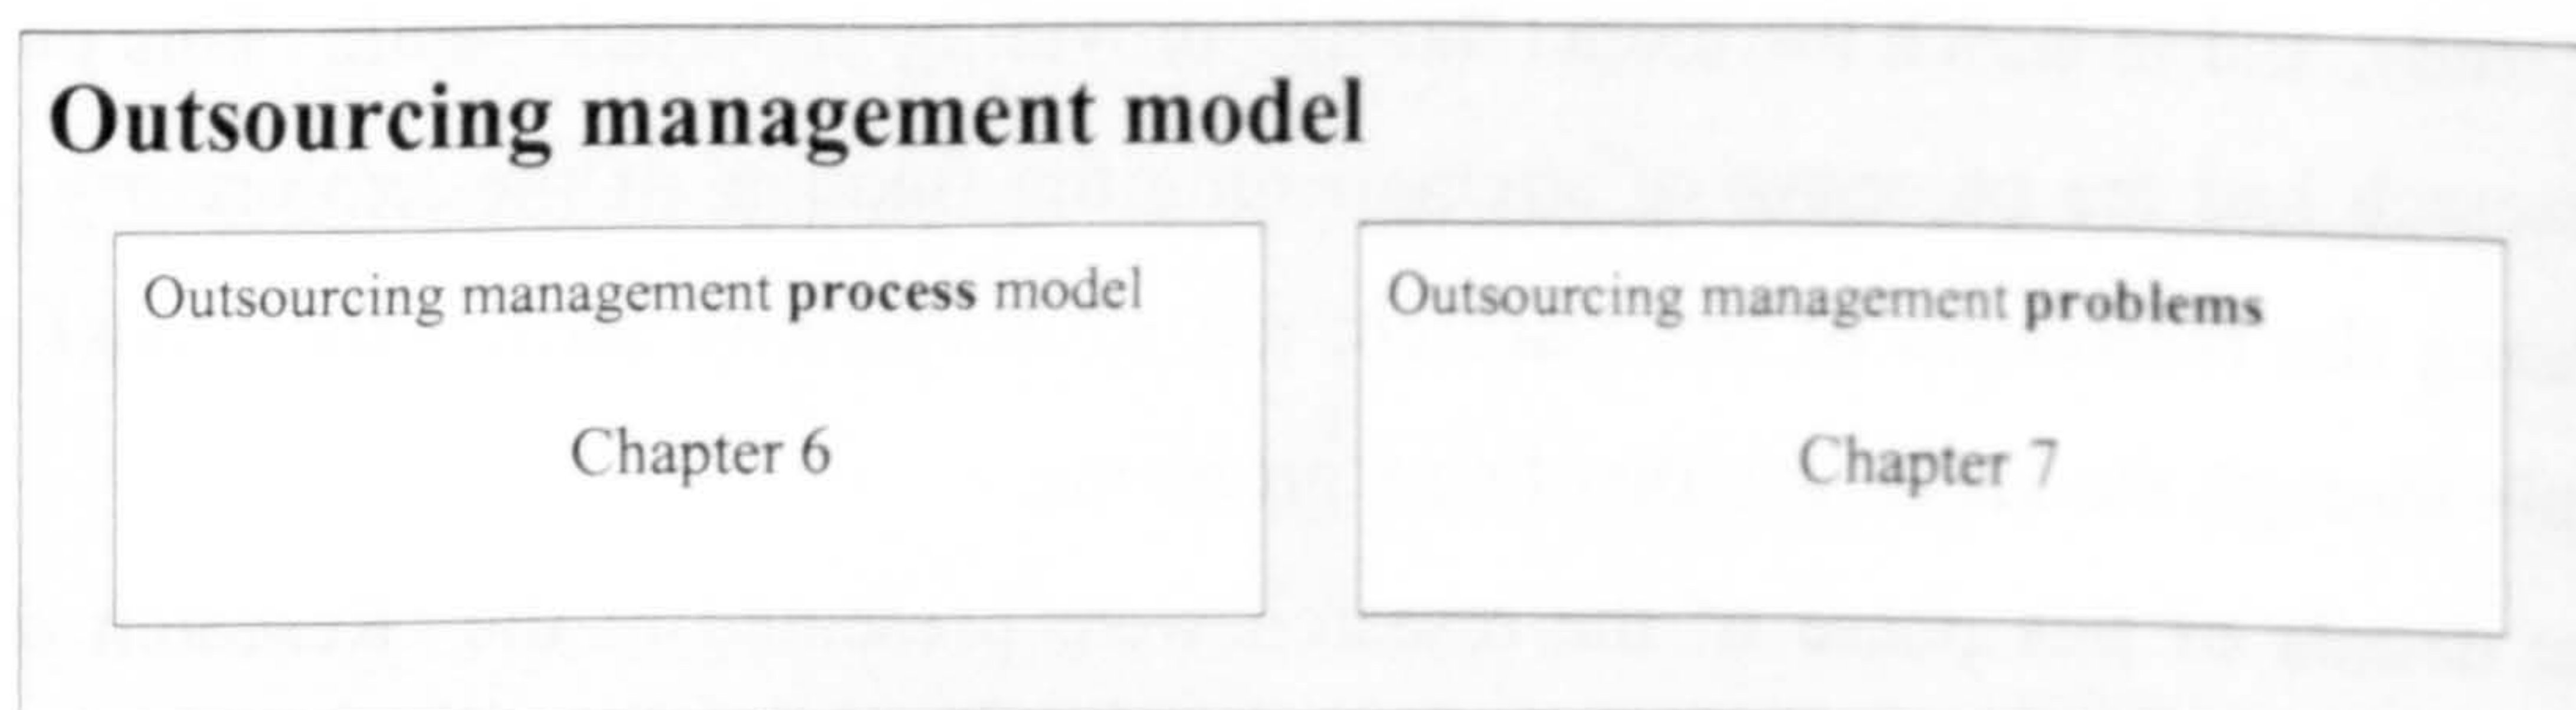 Outsourcing management model
Outsourcing management process model
Chapter 6
Outsourcing management problems
Chapter 7